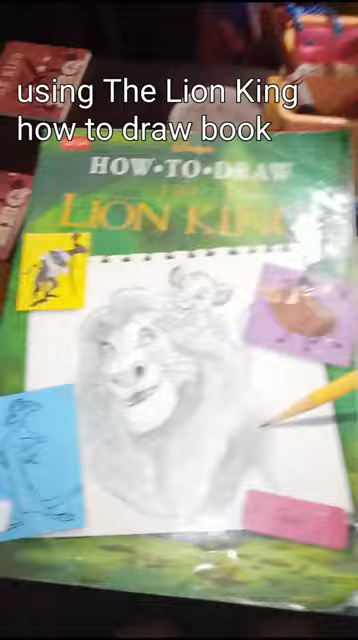 using The Lion King
how to draw book
HOW•TO•DRAW
LION KING